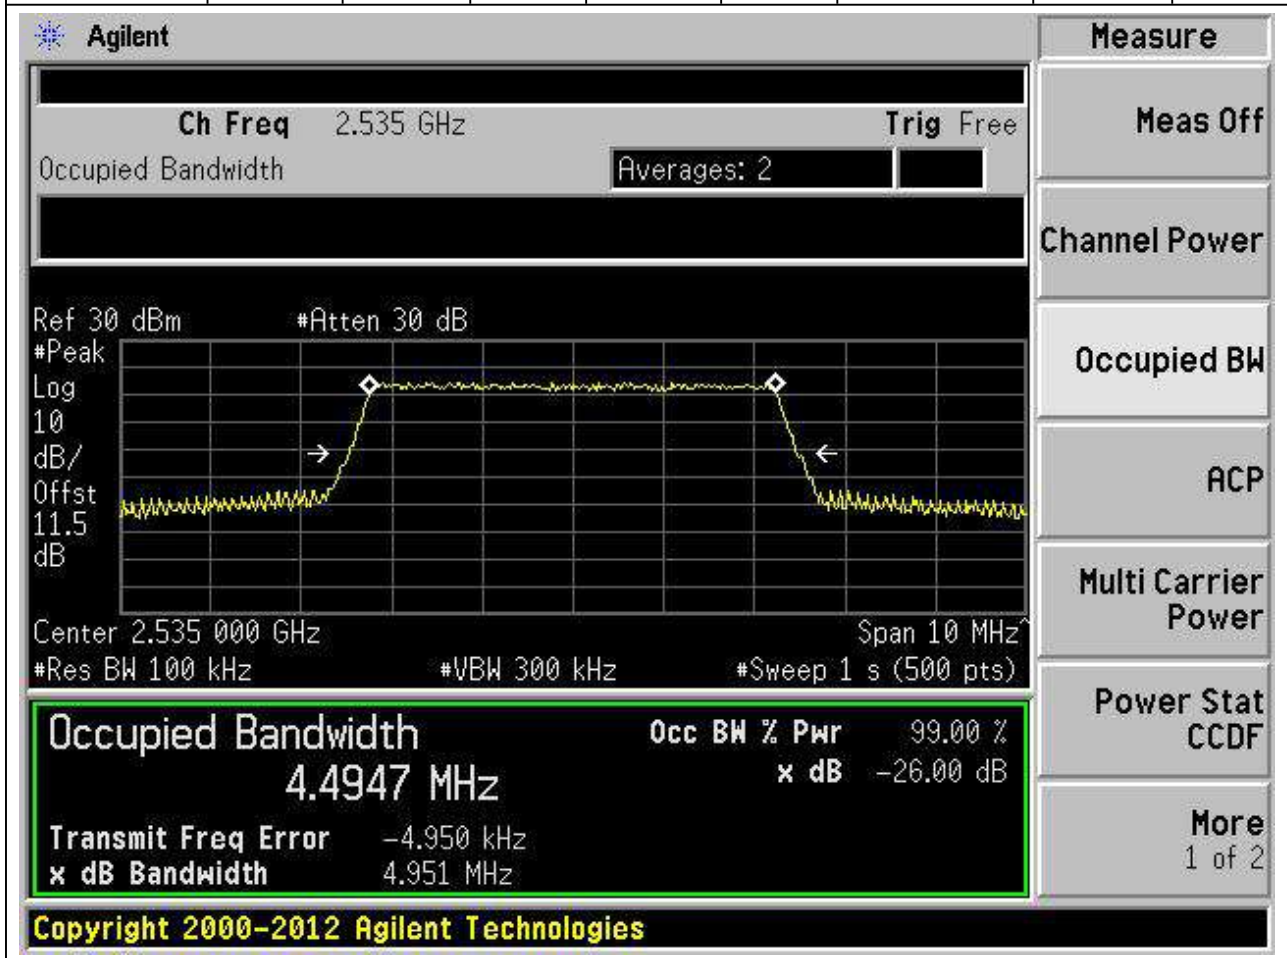 Agilent
Measure
Ch Freq 2.535 GHz Trig Free
Occupied Bandwidth Averages: 2
Meas Off
Channel Power
Occupied BW
ACP
Multi Carrier
Power
Power Stat
CCDF
More
1 of 2
Ref 30 dBm #Atten 30 dB
#Peak
Log
10
dB/
Offst
11.5
dB
Center 2.535 000 GHz Span 10 MHz^
#Res BW 100 kHz #VBW 300 kHz #Sweep 1 s (500 pts)
Occupied Bandwidth Occ BW % Pwr 99.00 %
4.4947 MHz x dB -26.00 dB
Transmit Freq Error -4.950 kHz
x dB Bandwidth 4.951 MHz
Copyright 2000-2012 Agilent Technologies